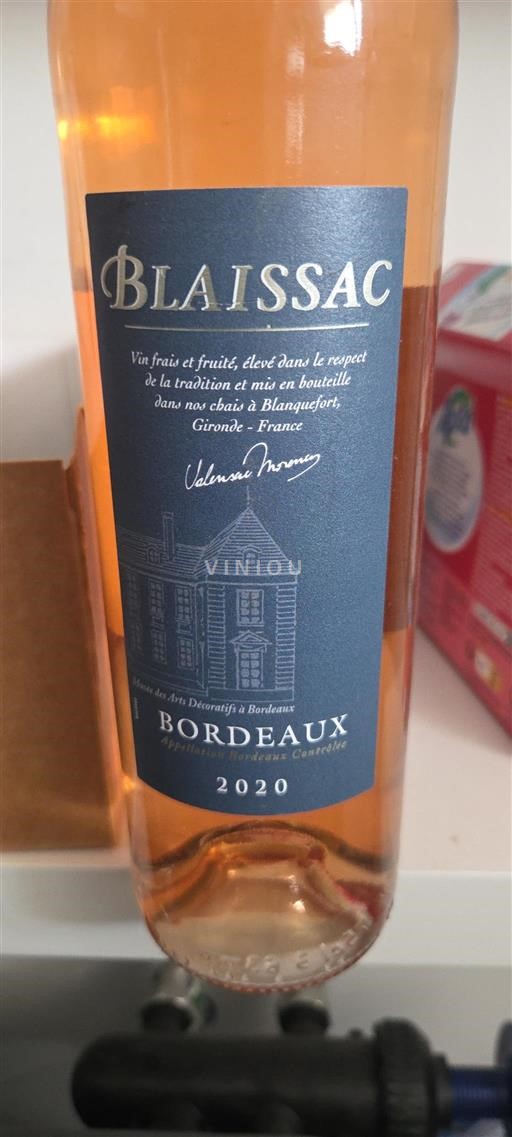 BLAISSAC
Vin frais et fruité, élevé dans le respect
de la tradition et mis en bouteille
dans nos chais à Blanquefort,
Gironde - France
VINIOU
Musée des Arts Décoratifs à Bordeaux
BORDEAUX
Appellation Bordeaux Contrôlée
2020